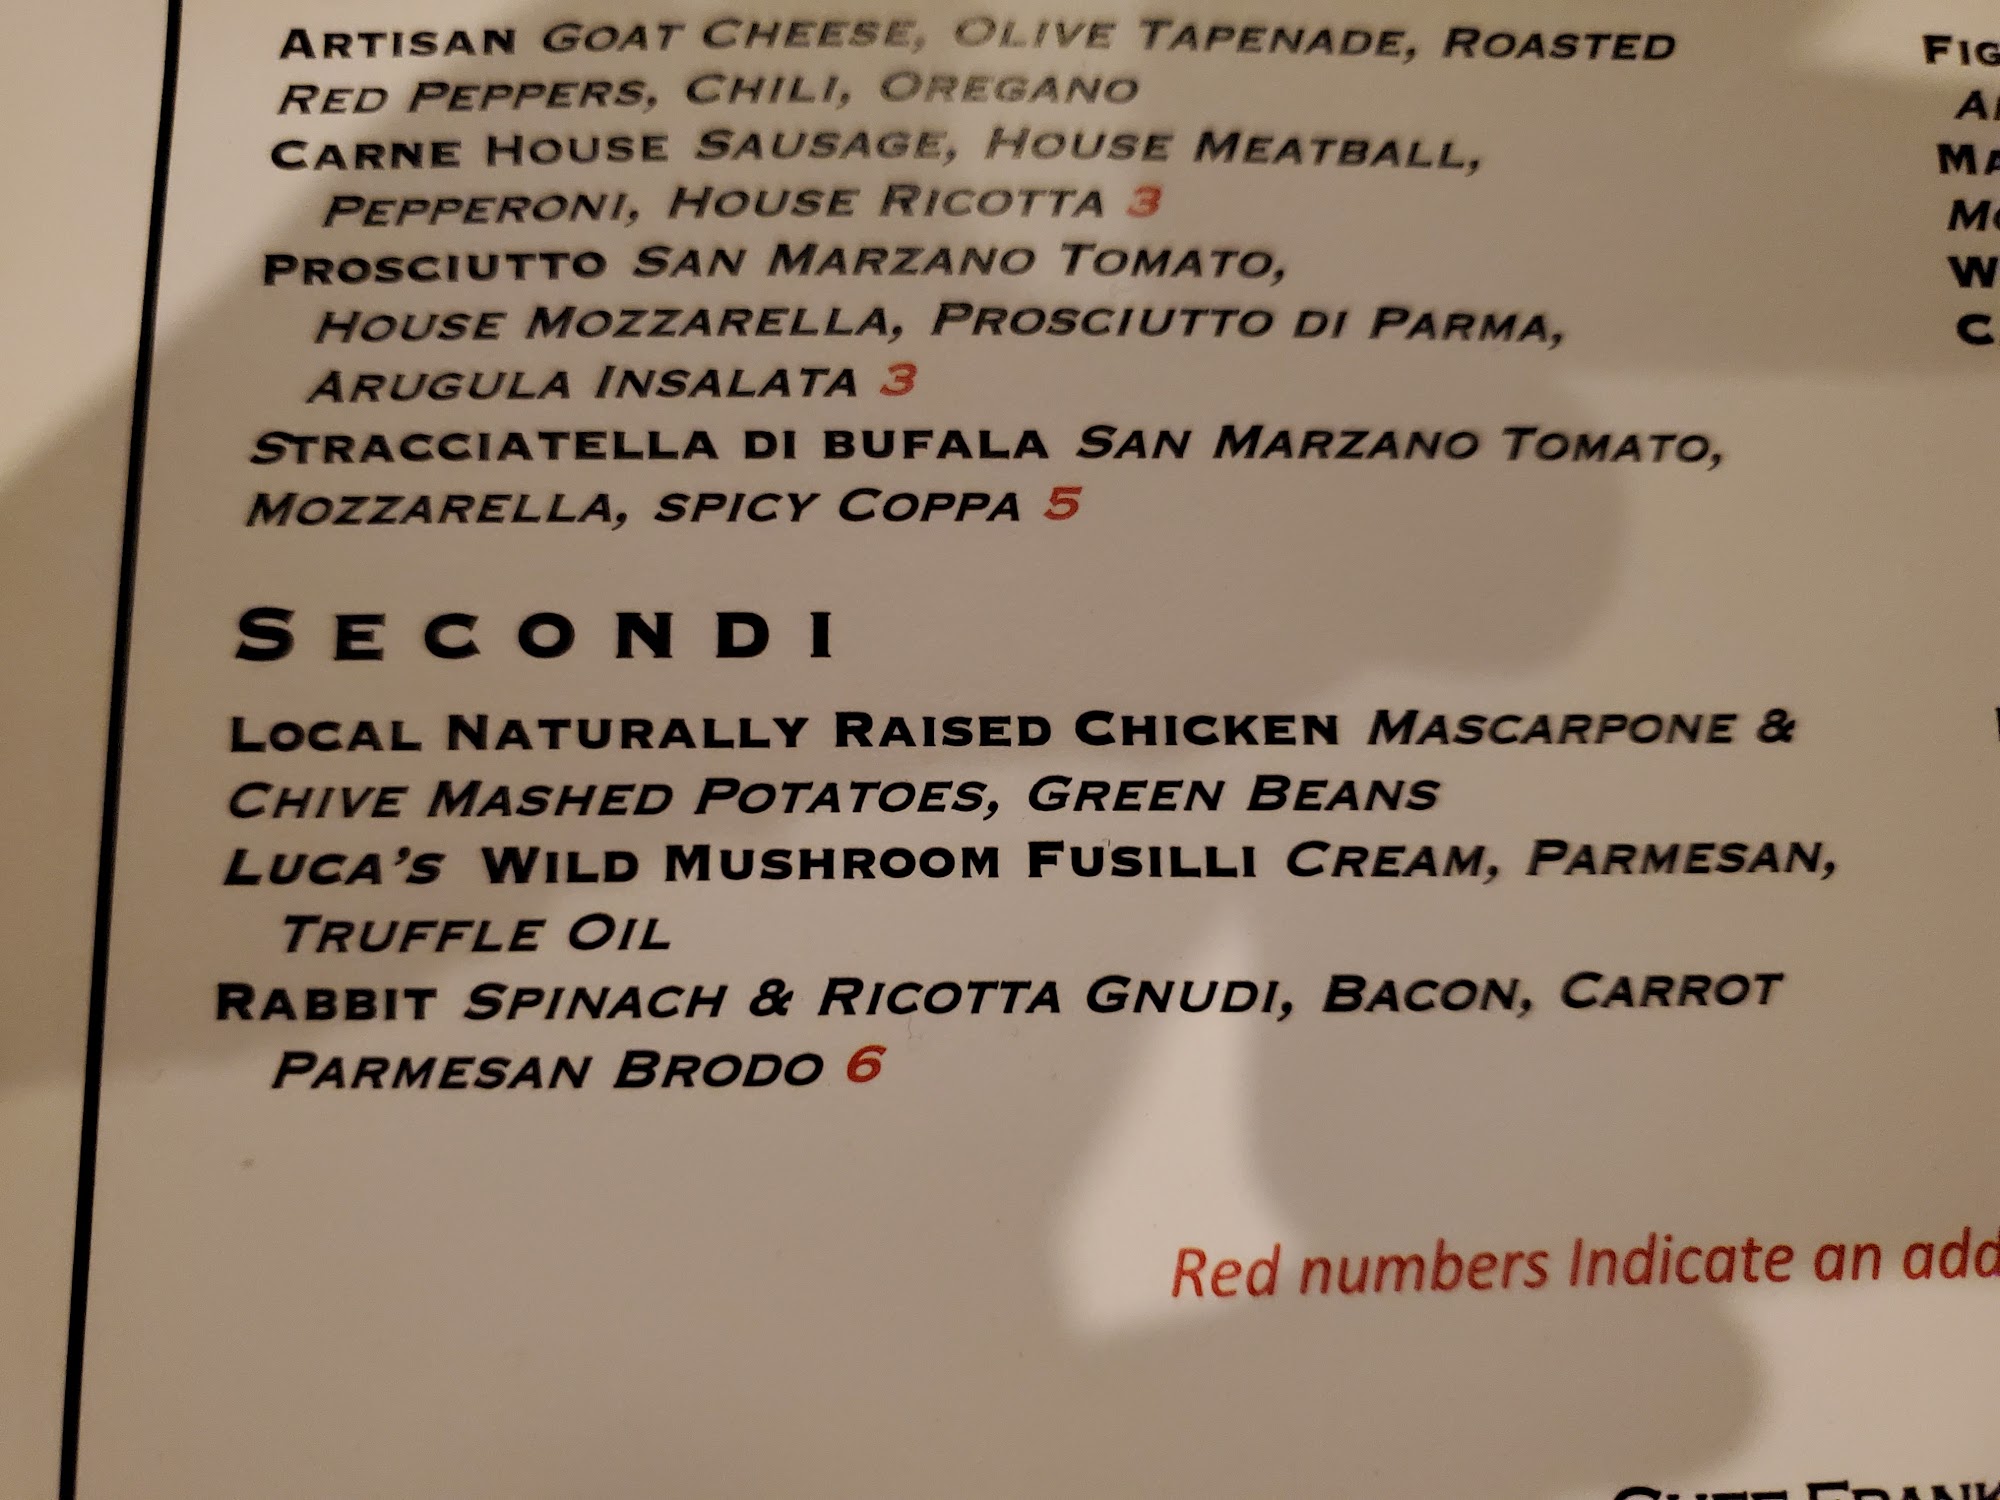 ARTISAN GOAT CHEESE, OLIVE TAPENADE, ROASTED
RED PEPPERS, CHILI, OREGANO
CARNE HOUSE SAUSAGE, HOUSE MEATBALL,
PEPPERONI, HOUSE RICOTTA 3
PROSCIUTTO SAN MARZANO TOMATO,
HOUSE MOZZARELLA, PROSCIUTTO DI PARMA,
ARUGULA INSALATA 3
STRACCIATELLA DI BUFALA SAN MARZANO TOMATO,
MOZZARELLA, SPICY COPPA 5
SECONDI
LOCAL NATURALLY RAISED CHICKEN MASCARPONE &
CHIVE MASHED POTATOES, GREEN BEANS
LUCA'S WILD MUSHROOM FUSILLI CREAM, PARMESAN,
TRUFFLE OIL
RABBIT SPINACH & RICOTTA GNUDI, BACON, CARROT
PARMESAN BRODO 6
FIG
MA
MO
Red numbers Indicate an add